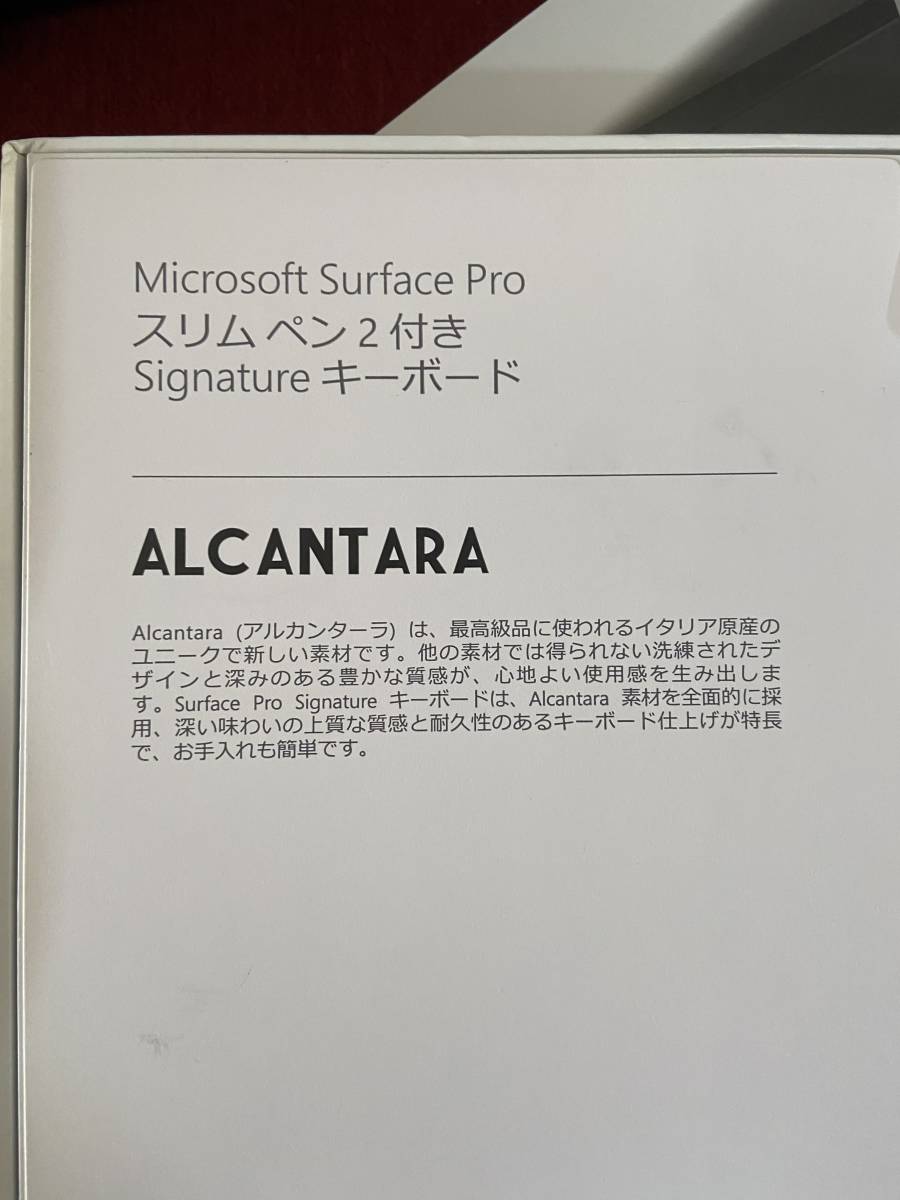 Microsoft Surface Pro
スリム ペン 2 付き
Signature キーボード
ALCANTARA
Alcantara (アルカンターラ) は、最高級品に使われるイタリア原産の
ユニークで新しい素材です。他の素材では得られない洗練されたデ
ザインと深みのある豊かな質感が、心地よい使用感を生み出しま
す。Surface Pro Signature キーボードは、Alcantara 素材を全面的に採
用、深い味わいの上質な質感と耐久性のあるキーボード仕上げが特長
で、お手入れも簡単です。